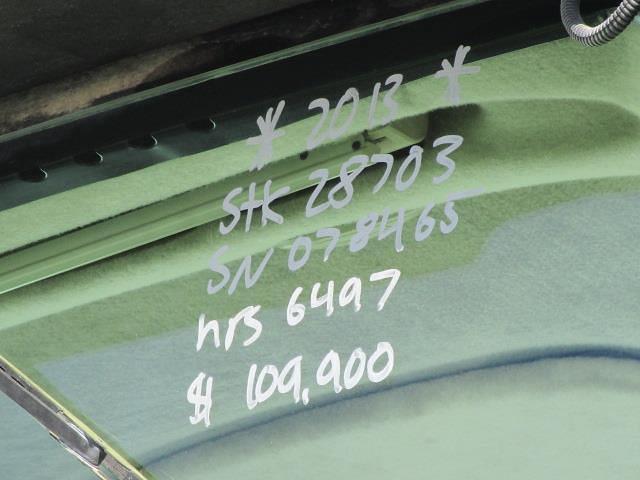 * 2013 *
Stk 28703
SN 078465
hrs 6497
$ 109,900